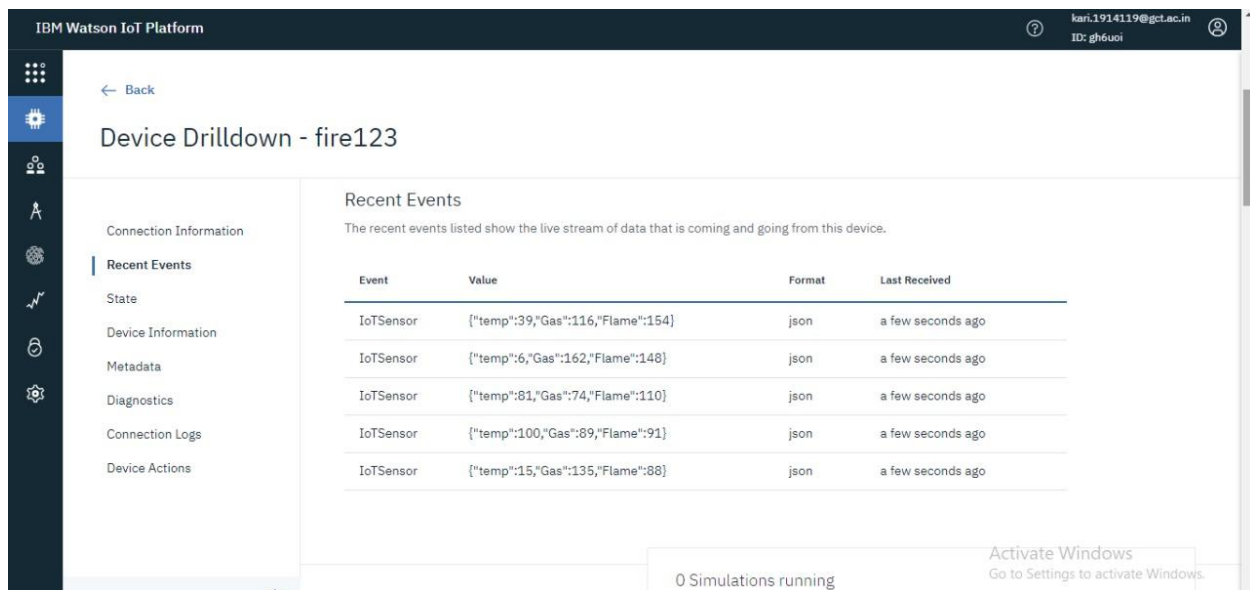 IBM Watson IoT Platform
kari.1914119@gct.ac.in
ID: gh6uoi
Back
Device Drilldown - fire123
Connection Information
Recent Events
State
Device Information
Metadata
Diagnostics
Connection Logs
Device Actions
Recent Events
The recent events listed show the live stream of data that is coming and going from this device.
Event Value Format Last Received
IoTSensor {"temp":39,"Gas":116,"Flame":154} json a few seconds ago
IoTSensor {"temp":6,"Gas":162,"Flame":148} json a few seconds ago
IoTSensor {"temp":81,"Gas":74,"Flame":110} json a few seconds ago
IoTSensor {"temp":100,"Gas":89,"Flame":91} json a few seconds ago
IoTSensor {"temp":15,"Gas":135,"Flame":88} json a few seconds ago
0 Simulations running
Activate Windows
Go to Settings to activate Windows.